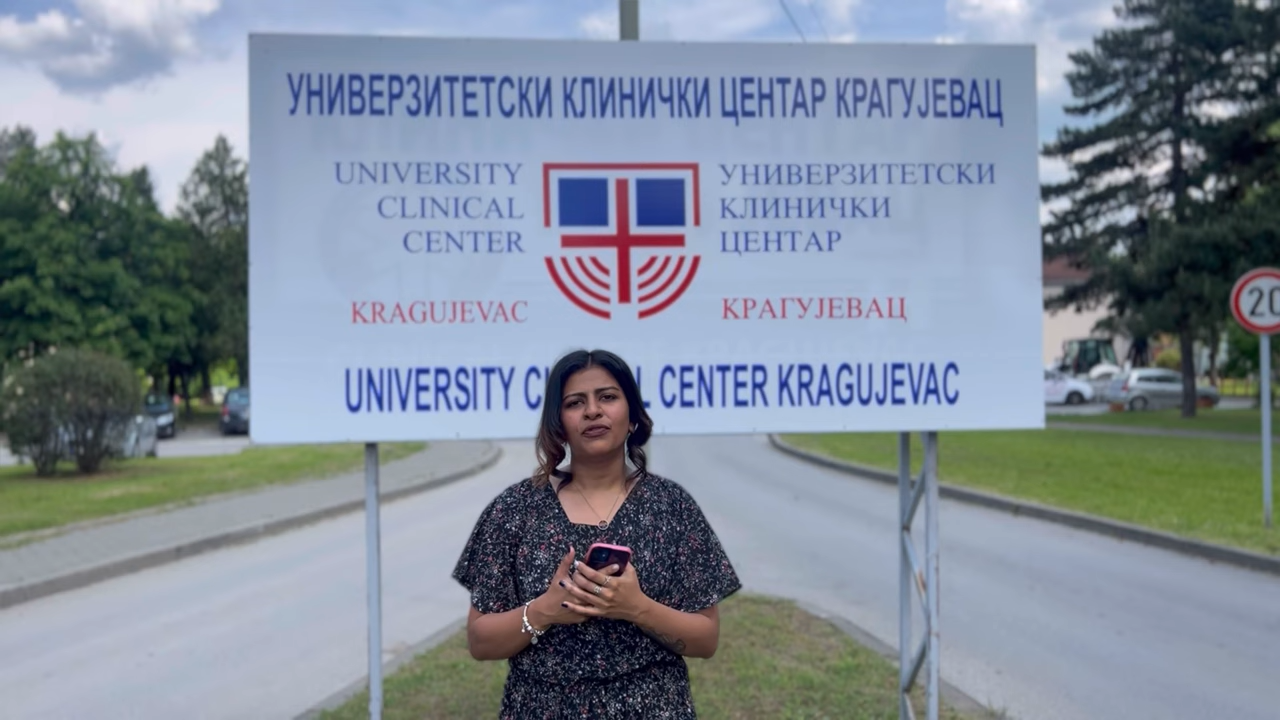 УНИВЕРЗИТЕТСКИ КЛИНИЧКИ ЦЕНТАР КРАГУЈЕВАЦ
UNIVERSITY
CLINICAL
CENTER
KRAGUJEVAC
УНИВЕРЗИТЕТСКИ
КЛИНИЧКИ
ЦЕНТАР
КРАГУЈЕВАЦ
UNIVERSITY C L CENTER KRAGUJEVAC
20